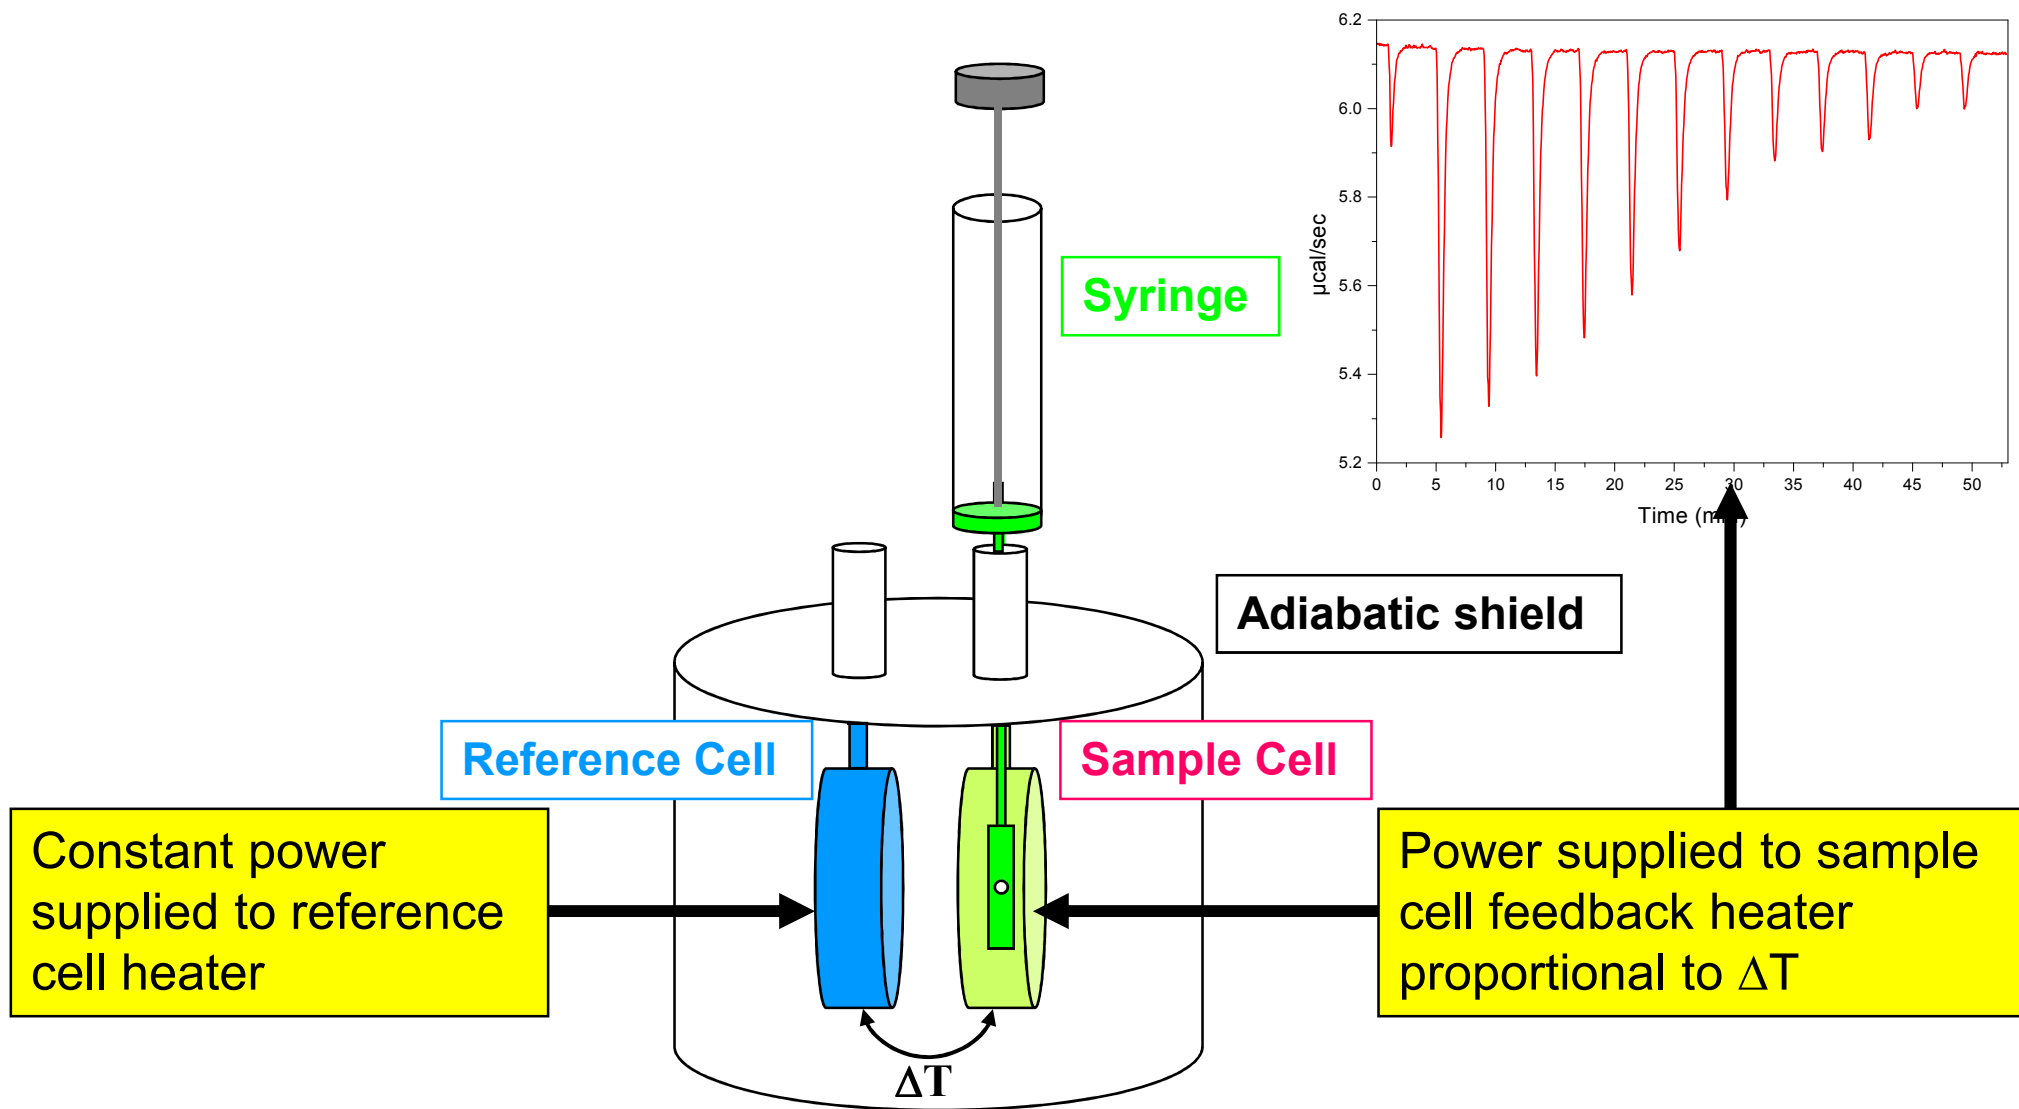 6.2
6.0
5.8
5.6
5.4
5.2
µcal/sec
0 5 10 15 20 25 30 35 40 45 50
Time (min)
Syringe
Adiabatic shield
Reference Cell
Sample Cell
Constant power
supplied to reference
cell heater
Power supplied to sample
cell feedback heater
proportional to ΔT
ΔT